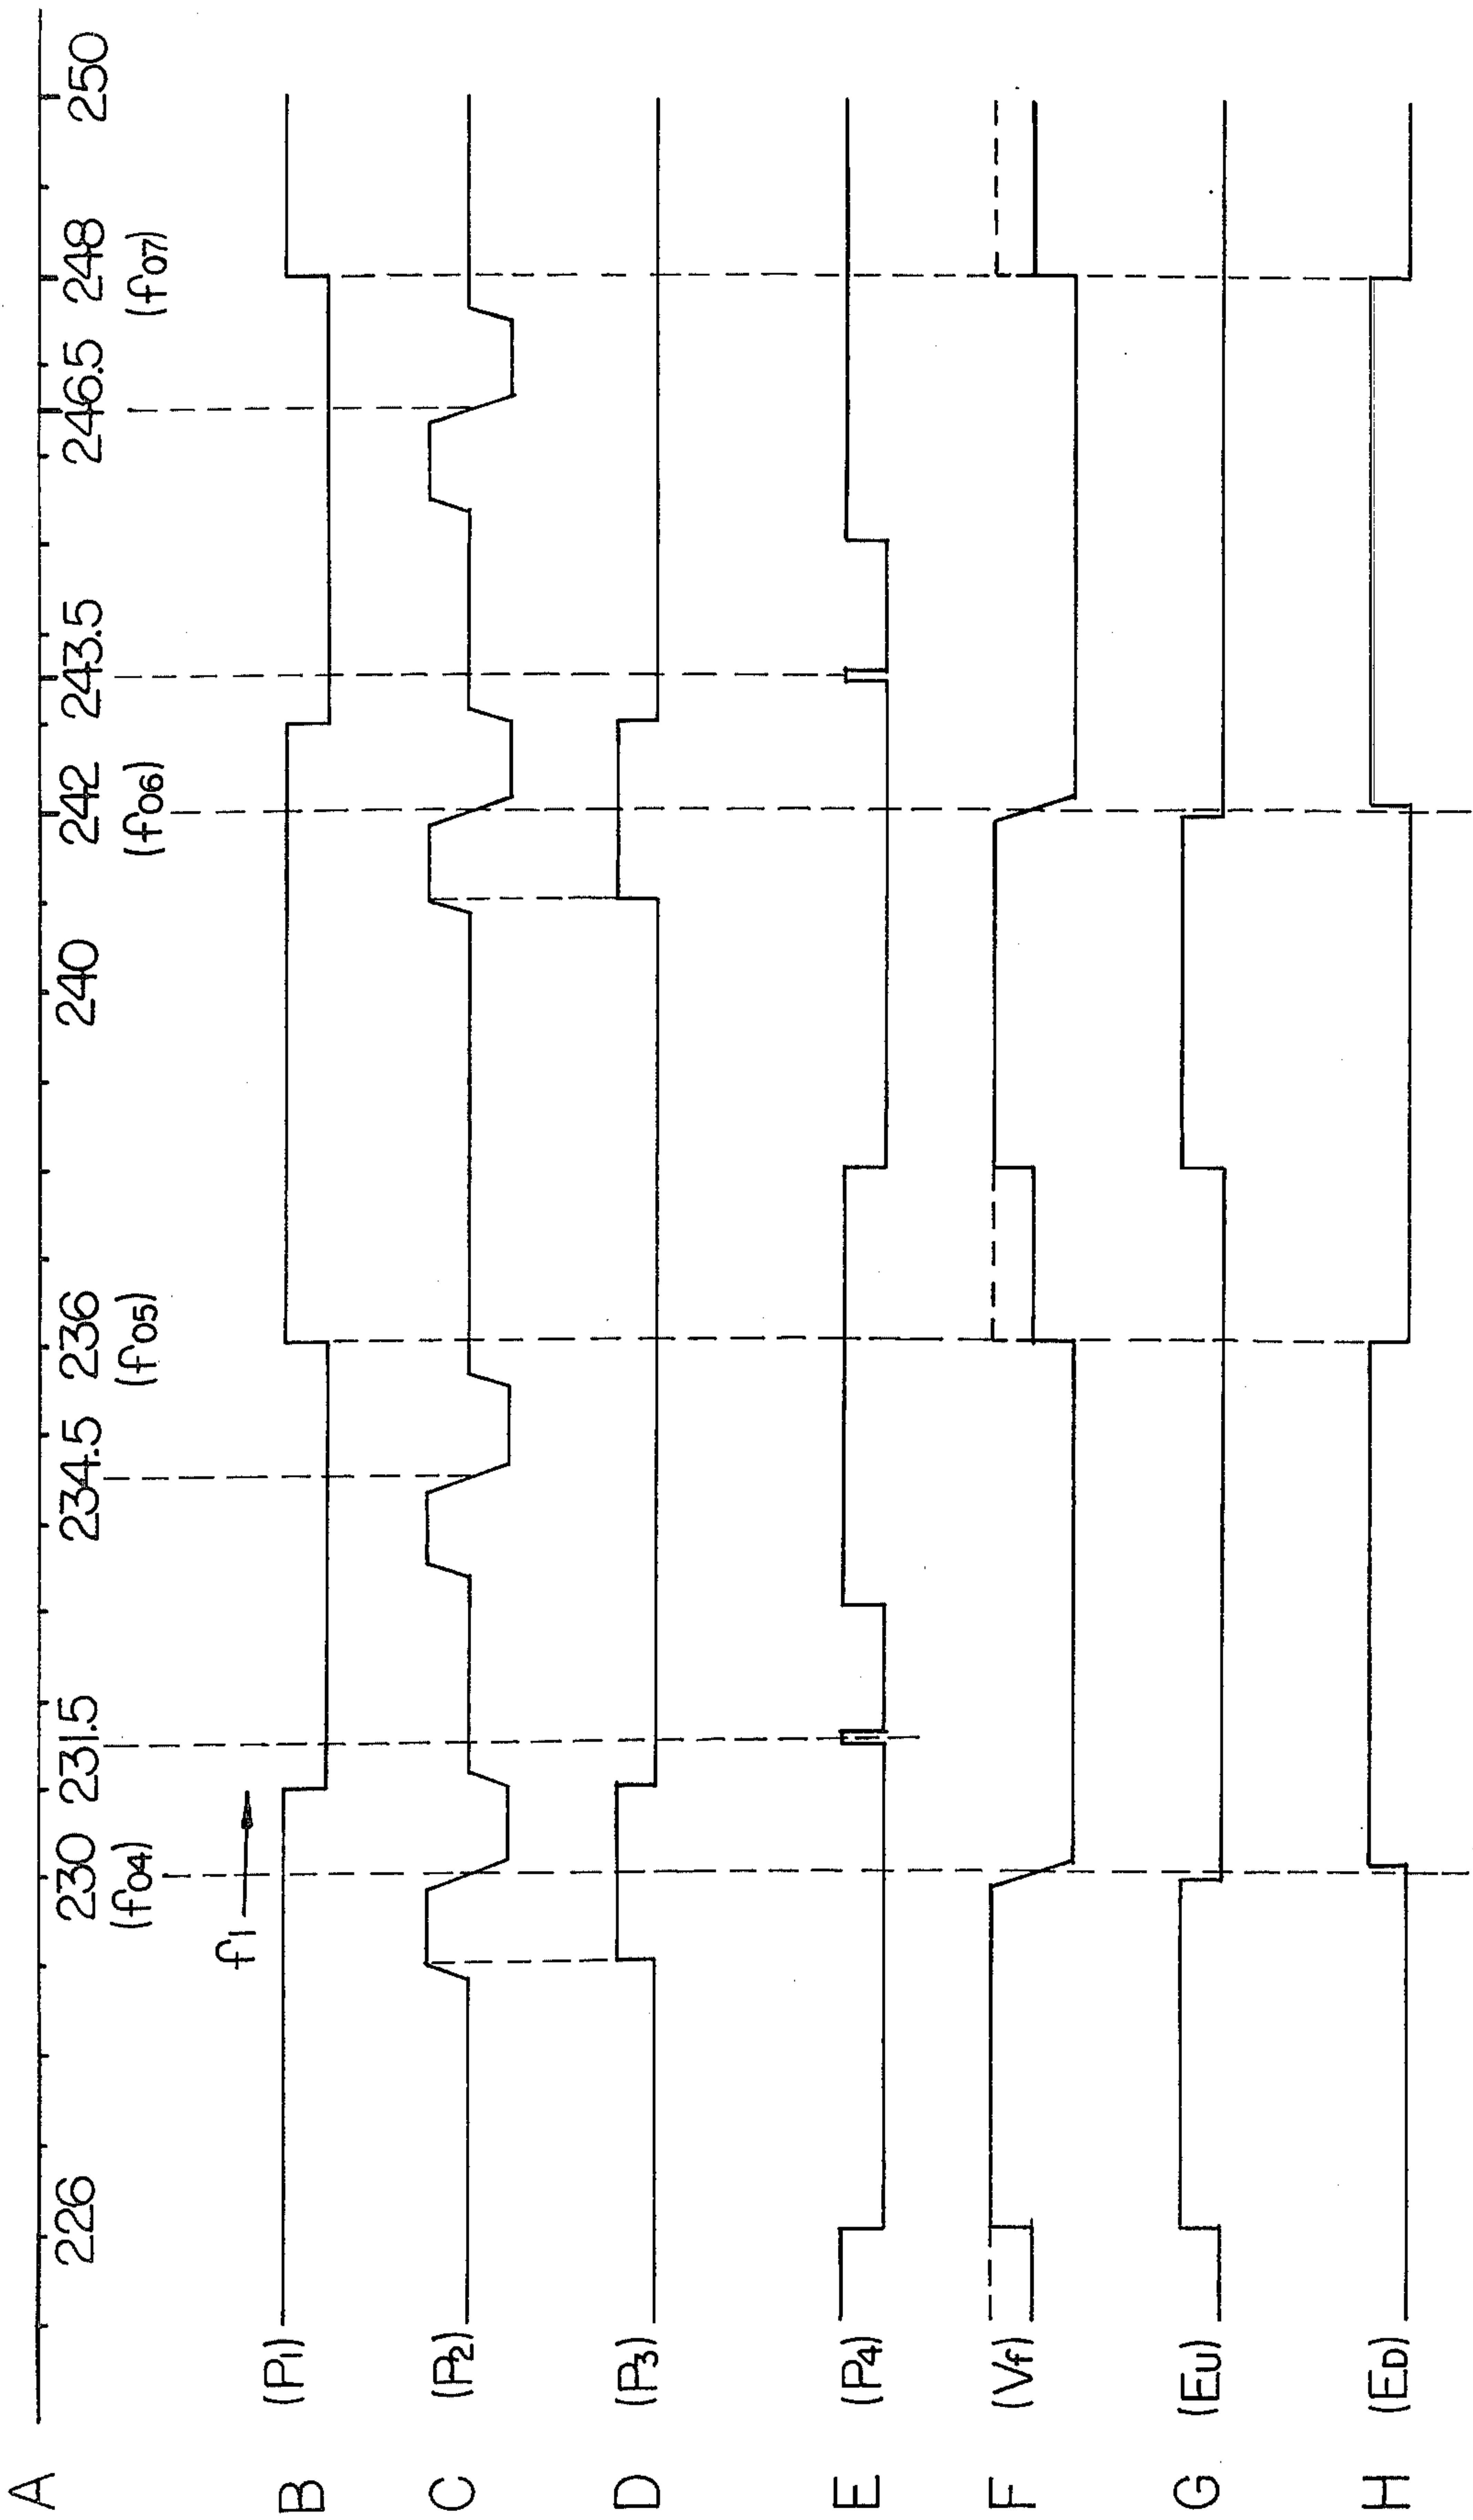 A 226 230 231.5 234.5 236 240 242 243.5 246.5 248 250
(f04) (f05) (f06) (f07)
f1
B (P1)
C (P2)
D (P3)
E (P4)
F (Vf)
G (EU)
H (ED)